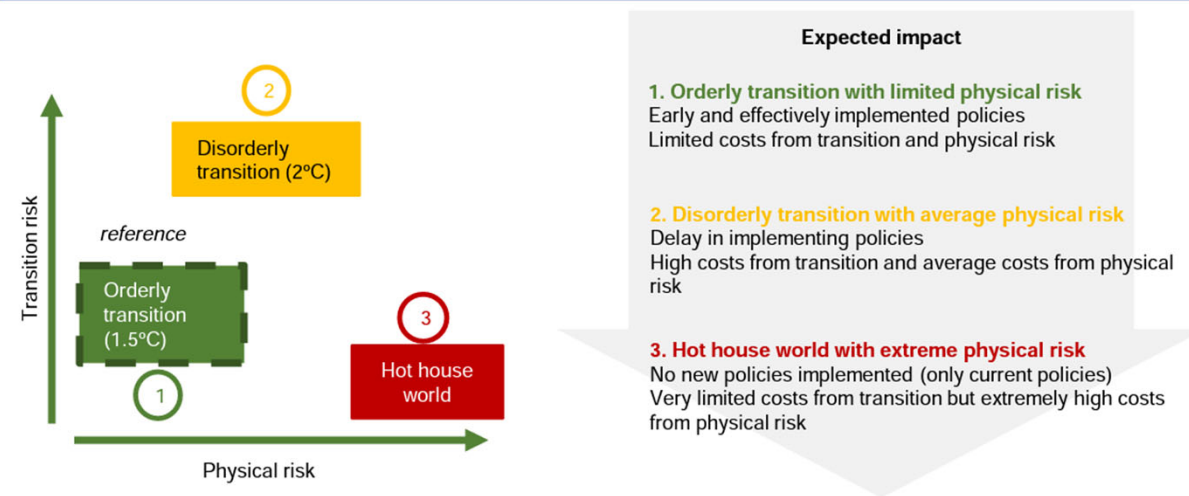 2
Disorderly
transition (2ºC)
Transition risk
reference
Orderly
transition
(1.5ºC)
1
3
Hot house
world
Physical risk
Expected impact
1. Orderly transition with limited physical risk
Early and effectively implemented policies
Limited costs from transition and physical risk
2. Disorderly transition with average physical risk
Delay in implementing policies
High costs from transition and average costs from physical
risk
3. Hot house world with extreme physical risk
No new policies implemented (only current policies)
Very limited costs from transition but extremely high costs
from physical risk